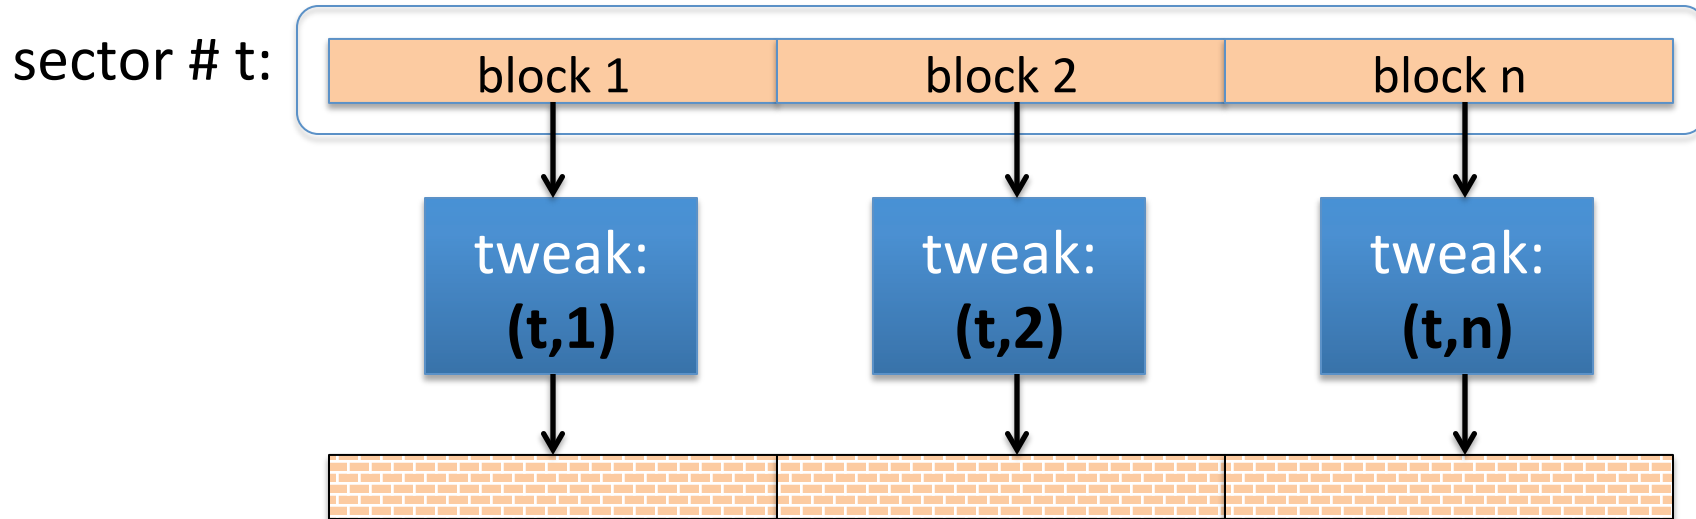 sector # t:
block 1
block 2
block n
tweak:
(t,1)
tweak:
(t,2)
tweak:
(t,n)